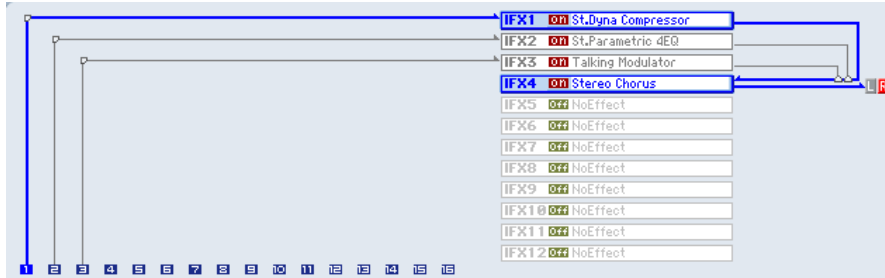 IFX1 On St.Dyna Compressor
IFX2 On St.Parametric 4EQ
IFX3 On Talking Modulator
IFX4 On Stereo Chorus
L R
IFX5 Off NoEffect
IFX6 Off NoEffect
IFX7 Off NoEffect
IFX8 Off NoEffect
IFX9 Off NoEffect
IFX10 Off NoEffect
IFX11 Off NoEffect
IFX12 Off NoEffect
1 2 3 4 5 6 7 8 9 10 11 12 13 14 15 16